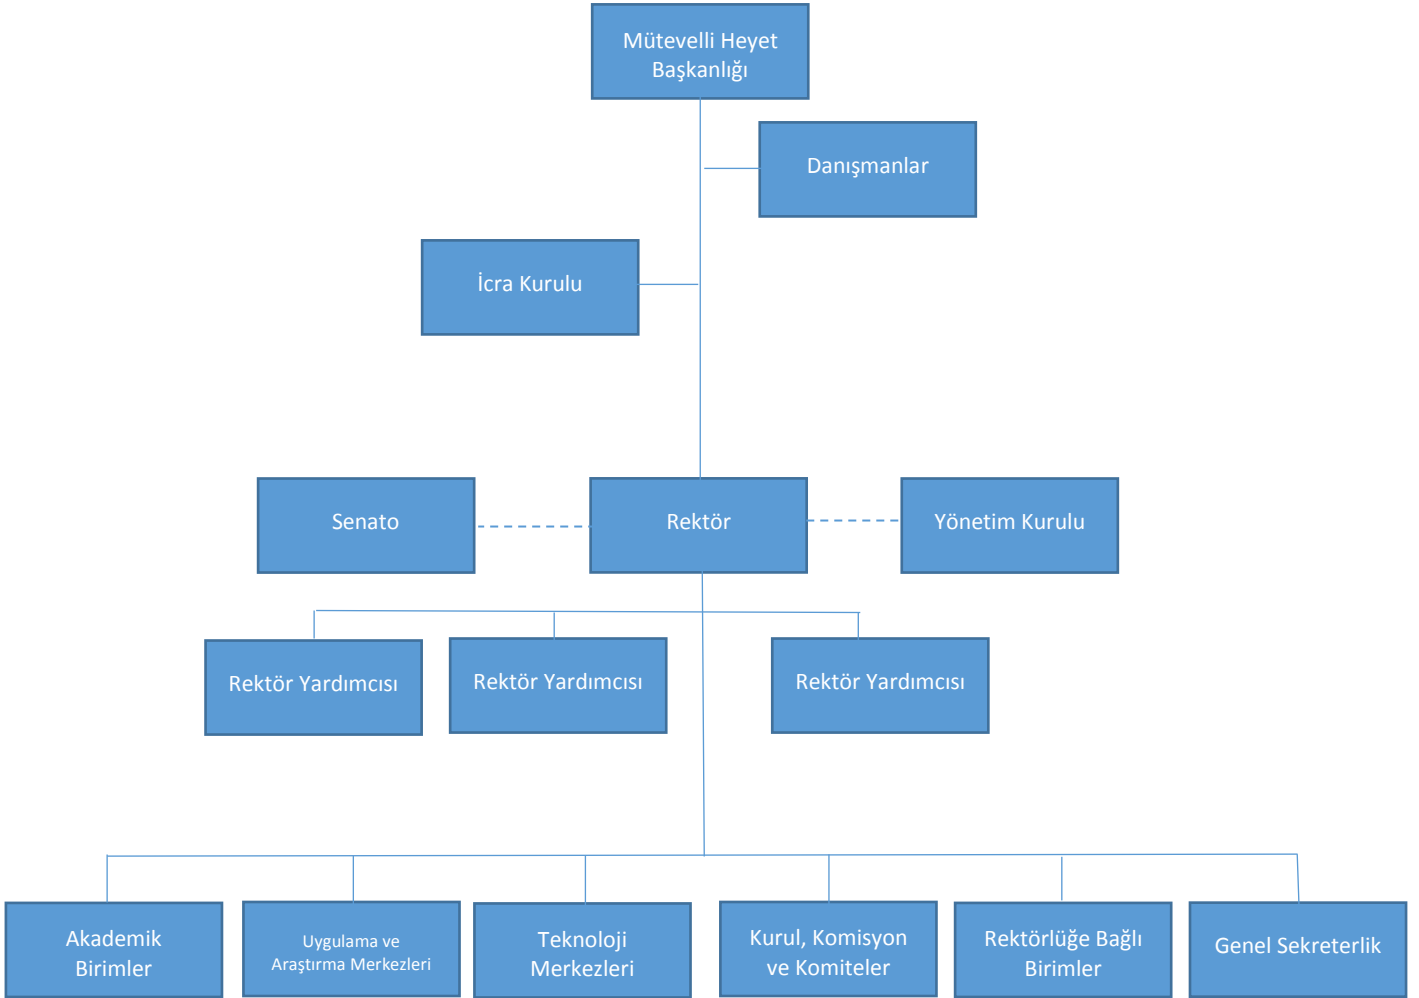 Mütevelli Heyet
Başkanlığı
Danışmanlar
İcra Kurulu
Senato
Rektör
Yönetim Kurulu
Rektör Yardımcısı
Rektör Yardımcısı
Rektör Yardımcısı
Akademik
Birimler
Uygulama ve
Araştırma Merkezleri
Teknoloji
Merkezleri
Kurul, Komisyon
ve Komiteler
Rektörlüğe Bağlı
Birimler
Genel Sekreterlik